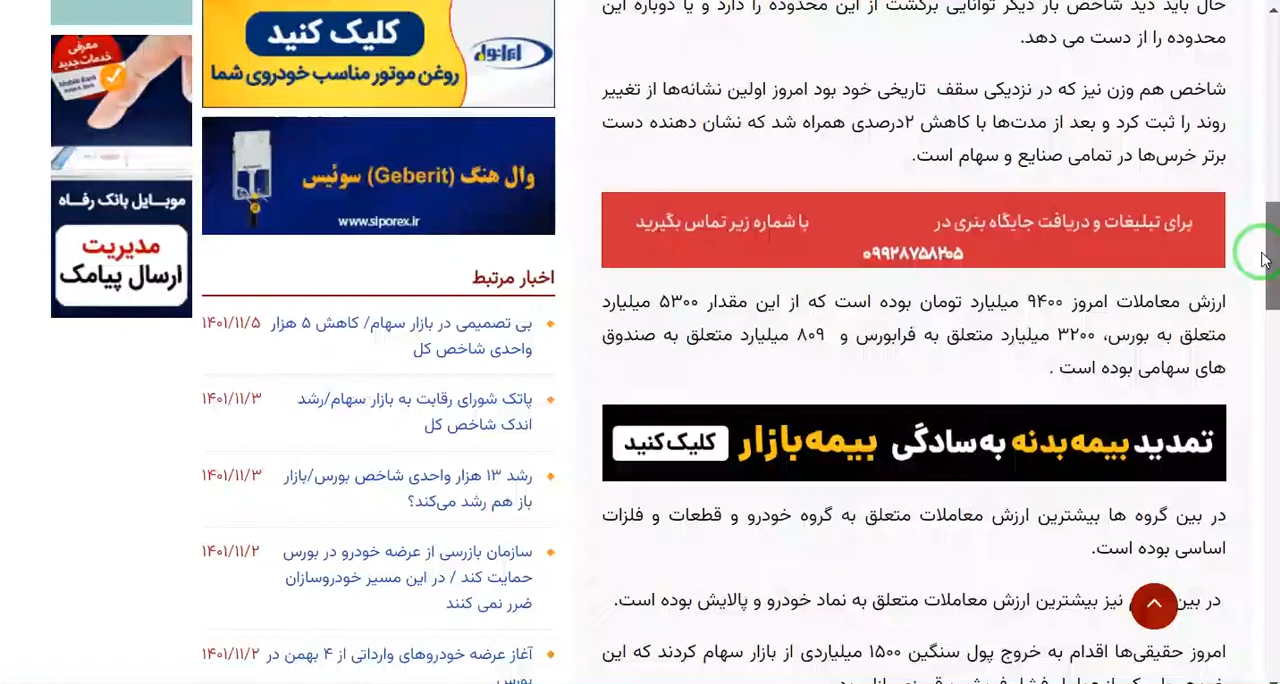 حال باید دید شاخص بار دیگر توانایی برگشت از این محدوده را دارد و یا دوباره این
محدوده را از دست می دهد.
شاخص هم وزن نیز که در نزدیکی سقف تاریخی خود بود امروز اولین نشانه‌ها از تغییر
روند را ثبت کرد و بعد از مدت‌ها با کاهش ۲درصدی همراه شد که نشان دهنده دست
برتر خرس‌ها در تمامی صنایع و سهام است.
برای تبلیغات و دریافت جایگاه بنری در با شماره زیر تماس بگیرید
۰۹۹۲۸۷۵۸۲۰۵
ارزش معاملات امروز ۹۴۰۰ میلیارد تومان بوده است که از این مقدار ۵۳۰۰ میلیارد
متعلق به بورس، ۳۲۰۰ میلیارد متعلق به فرابورس و ۸۰۹ میلیارد متعلق به صندوق
های سهامی بوده است .
تمدید بیمه‌بدنه به‌سادگی بیمه‌بازار کلیک کنید
در بین گروه ها بیشترین ارزش معاملات متعلق به گروه خودرو و قطعات و فلزات
اساسی بوده است.
در بین نیز بیشترین ارزش معاملات متعلق به نماد خودرو و پالایش بوده است.
امروز حقیقی‌ها اقدام به خروج پول سنگین ۱۵۰۰ میلیاردی از بازار سهام کردند که این
کلیک کنید
روغن موتور مناسب خودروی شما
ایرانول
وال هنگ (Geberit) سوئیس
www.siporex.ir
اخبار مرتبط
بی تصمیمی در بازار سهام/ کاهش ۵ هزار ۱۴۰۱/۱۱/۵
واحدی شاخص کل
پاتک شورای رقابت به بازار سهام/رشد ۱۴۰۱/۱۱/۳
اندک شاخص کل
رشد ۱۳ هزار واحدی شاخص بورس/بازار ۱۴۰۱/۱۱/۳
باز هم رشد می‌کند؟
سازمان بازرسی از عرضه خودرو در بورس ۱۴۰۱/۱۱/۲
حمایت کند / در این مسیر خودروسازان
ضرر نمی کنند
آغاز عرضه خودروهای وارداتی از ۴ بهمن در ۱۴۰۱/۱۱/۲
بورس
معرفی
خدمات جدید
Mobile Bank
موبـایل بانک رفـاه
مدیریت
ارسال پیامک